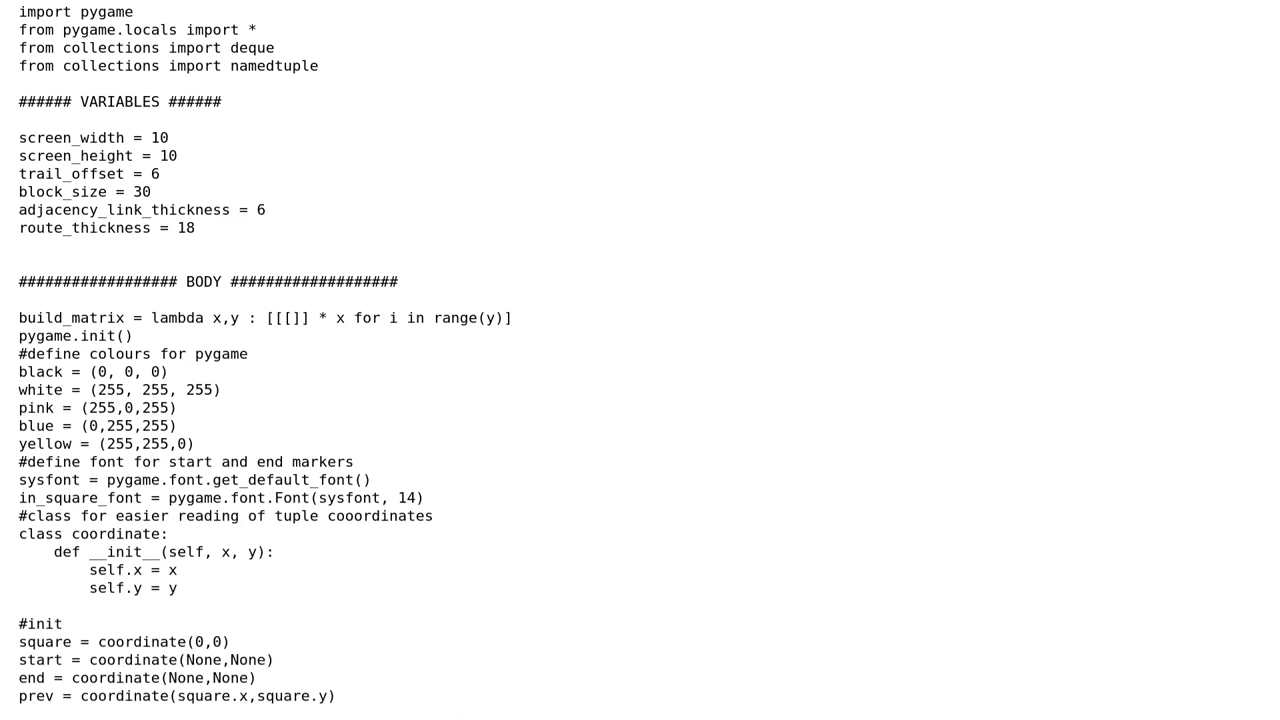 import pygame
from pygame.locals import *
from collections import deque
from collections import namedtuple

###### VARIABLES ######

screen_width = 10
screen_height = 10
trail_offset = 6
block_size = 30
adjacency_link_thickness = 6
route_thickness = 18


################## BODY ###################

build_matrix = lambda x,y : [[[]] * x for i in range(y)]
pygame.init()
#define colours for pygame
black = (0, 0, 0)
white = (255, 255, 255)
pink = (255,0,255)
blue = (0,255,255)
yellow = (255,255,0)
#define font for start and end markers
sysfont = pygame.font.get_default_font()
in_square_font = pygame.font.Font(sysfont, 14)
#class for easier reading of tuple cooordinates
class coordinate:
    def __init__(self, x, y):
        self.x = x
        self.y = y

#init
square = coordinate(0,0)
start = coordinate(None,None)
end = coordinate(None,None)
prev = coordinate(square.x,square.y)